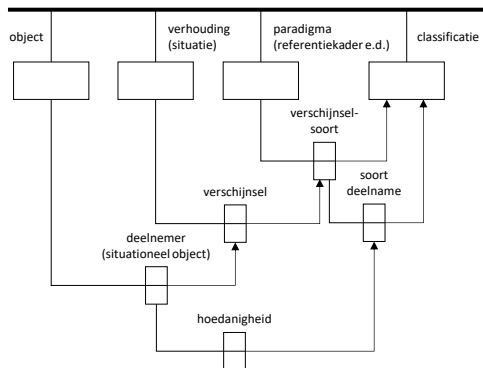 object
verhouding
(situatie)
paradigma
(referentiekader e.d.)
classificatie
verschijnsel-
soort
soort
deelname
verschijnsel
deelnemer
(situationeel object)
hoedanigheid